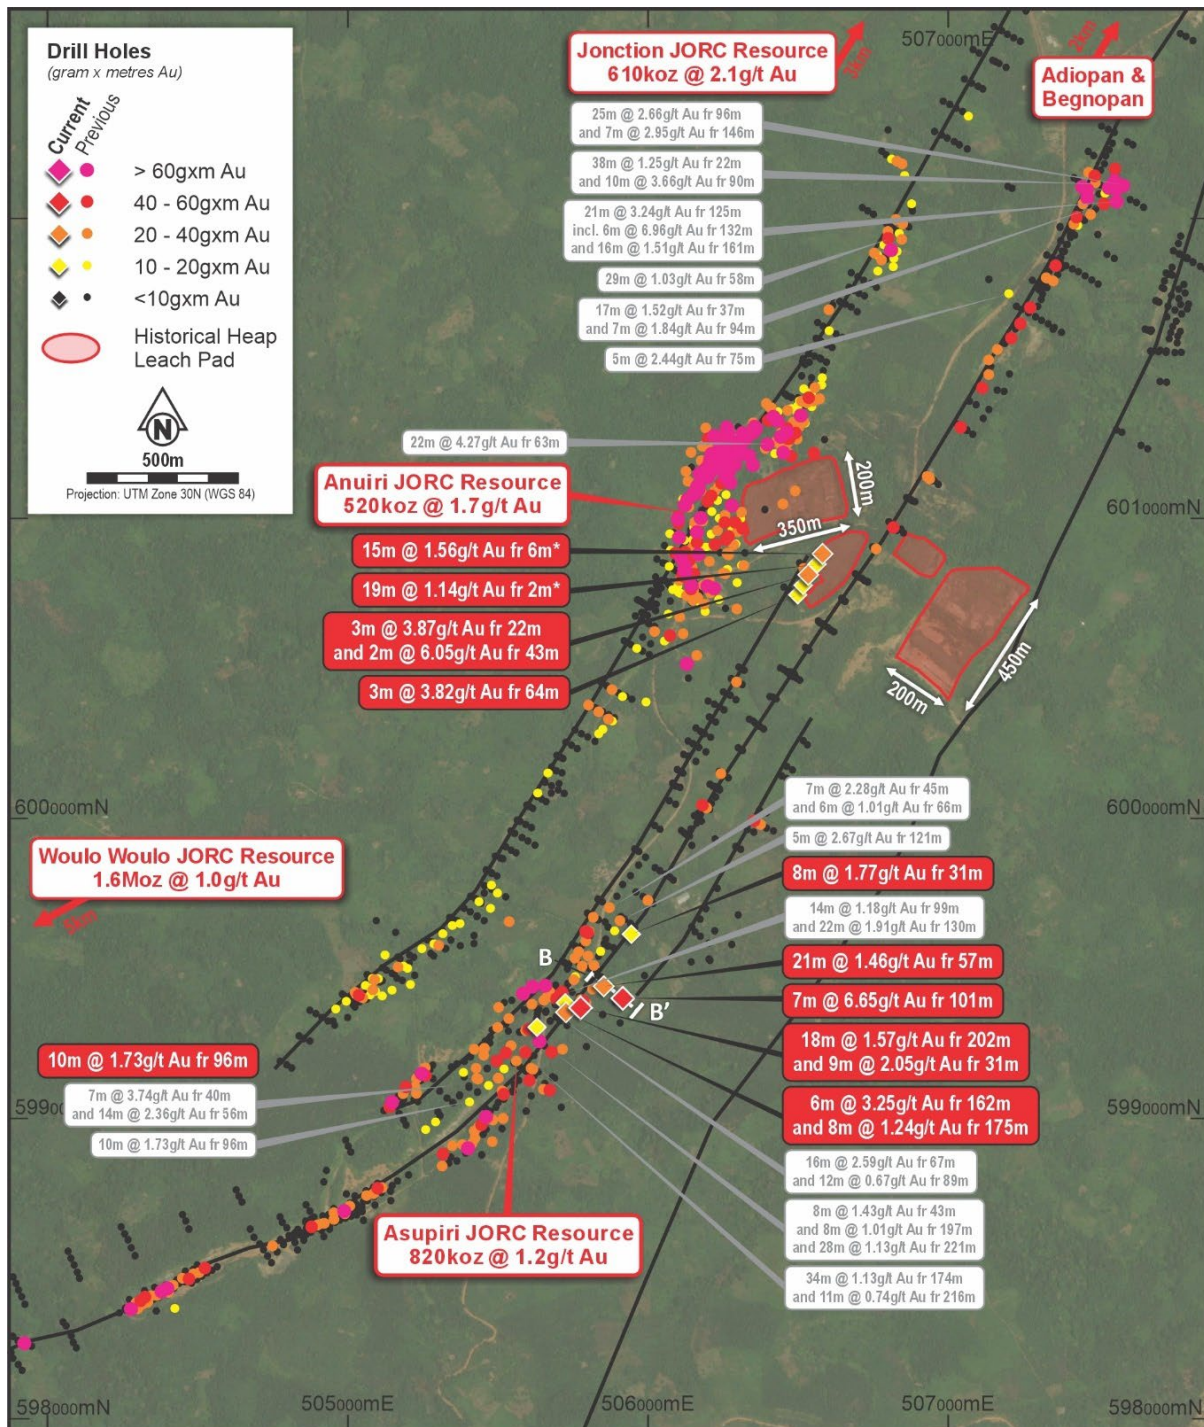 Drill Holes
(gram x metres Au)
Current
Previous
> 60gxm Au
40 - 60gxm Au
20 - 40gxm Au
10 - 20gxm Au
<10gxm Au
Historical Heap
Leach Pad
N
500m
Projection: UTM Zone 30N (WGS 84)
Jonction JORC Resource
610koz @ 2.1g/t Au
3km
507000mE
2km
Adiopan &
Begnopan
25m @ 2.66g/t Au fr 96m
and 7m @ 2.95g/t Au fr 146m
38m @ 1.25g/t Au fr 22m
and 10m @ 3.66g/t Au fr 90m
21m @ 3.24g/t Au fr 125m
incl. 6m @ 6.96g/t Au fr 132m
and 16m @ 1.51g/t Au fr 161m
29m @ 1.03g/t Au fr 58m
17m @ 1.52g/t Au fr 37m
and 7m @ 1.84g/t Au fr 94m
5m @ 2.44g/t Au fr 75m
22m @ 4.27g/t Au fr 63m
Anuiri JORC Resource
520koz @ 1.7g/t Au
200m
350m
601000mN
15m @ 1.56g/t Au fr 6m*
19m @ 1.14g/t Au fr 2m*
3m @ 3.87g/t Au fr 22m
and 2m @ 6.05g/t Au fr 43m
3m @ 3.82g/t Au fr 64m
450m
200m
600000mN
600000mN
Woulo Woulo JORC Resource
1.6Moz @ 1.0g/t Au
7m @ 2.28g/t Au fr 45m
and 6m @ 1.01g/t Au fr 66m
5m @ 2.67g/t Au fr 121m
8m @ 1.77g/t Au fr 31m
14m @ 1.18g/t Au fr 99m
and 22m @ 1.91g/t Au fr 130m
B
21m @ 1.46g/t Au fr 57m
B'
7m @ 6.65g/t Au fr 101m
18m @ 1.57g/t Au fr 202m
and 9m @ 2.05g/t Au fr 31m
10m @ 1.73g/t Au fr 96m
7m @ 3.74g/t Au fr 40m
and 14m @ 2.36g/t Au fr 56m
10m @ 1.73g/t Au fr 96m
6m @ 3.25g/t Au fr 162m
and 8m @ 1.24g/t Au fr 175m
599000mN
16m @ 2.59g/t Au fr 67m
and 12m @ 0.67g/t Au fr 89m
8m @ 1.43g/t Au fr 43m
and 8m @ 1.01g/t Au fr 197m
and 28m @ 1.13g/t Au fr 221m
34m @ 1.13g/t Au fr 174m
and 11m @ 0.74g/t Au fr 216m
Asupiri JORC Resource
820koz @ 1.2g/t Au
598000mN
505000mE
506000mE
507000mE
598000mN